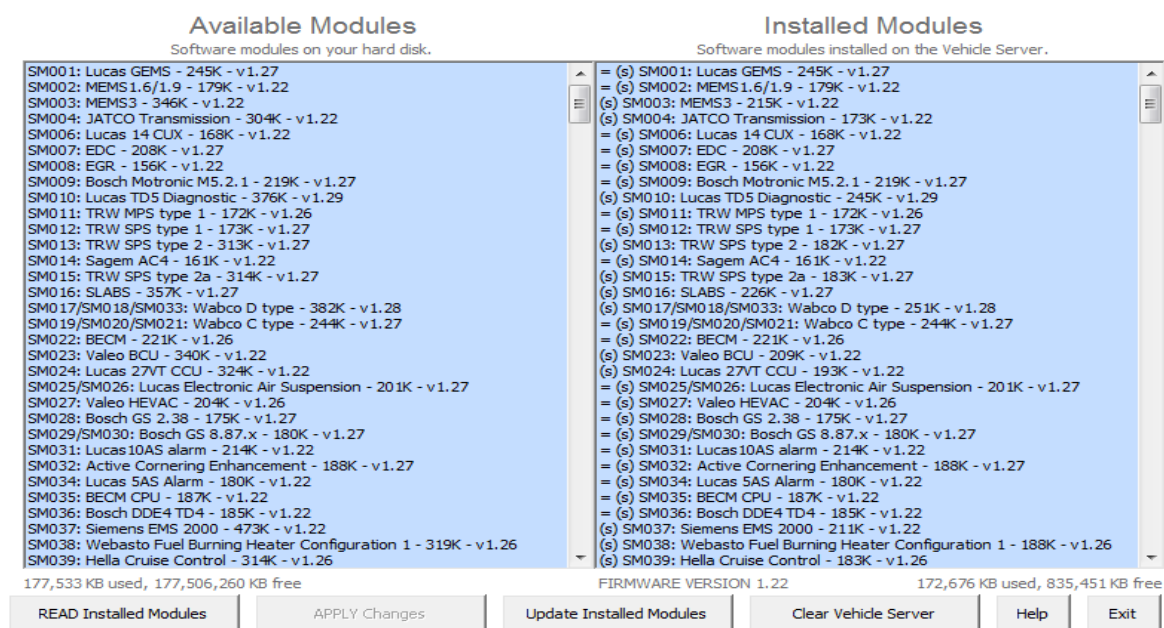 Available Modules
Software modules on your hard disk.
SM001: Lucas GEMS - 245K - v1.27
SM002: MEMS1.6/1.9 - 179K - v1.22
SM003: MEMS3 - 346K - v1.22
SM004: JATCO Transmission - 304K - v1.22
SM006: Lucas 14 CUX - 168K - v1.22
SM007: EDC - 208K - v1.27
SM008: EGR - 156K - v1.22
SM009: Bosch Motronic M5.2.1 - 219K - v1.27
SM010: Lucas TD5 Diagnostic - 376K - v1.29
SM011: TRW MPS type 1 - 172K - v1.26
SM012: TRW SPS type 1 - 173K - v1.27
SM013: TRW SPS type 2 - 313K - v1.27
SM014: Sagem AC4 - 161K - v1.22
SM015: TRW SPS type 2a - 314K - v1.27
SM016: SLABS - 357K - v1.27
SM017/SM018/SM033: Wabco D type - 382K - v1.28
SM019/SM020/SM021: Wabco C type - 244K - v1.27
SM022: BECM - 221K - v1.26
SM023: Valeo BCU - 340K - v1.22
SM024: Lucas 27VT CCU - 324K - v1.22
SM025/SM026: Lucas Electronic Air Suspension - 201K - v1.27
SM027: Valeo HEVAC - 204K - v1.26
SM028: Bosch GS 2.38 - 175K - v1.27
SM029/SM030: Bosch GS 8.87.x - 180K - v1.27
SM031: Lucas10AS alarm - 214K - v1.22
SM032: Active Cornering Enhancement - 188K - v1.27
SM034: Lucas 5AS Alarm - 180K - v1.22
SM035: BECM CPU - 187K - v1.22
SM036: Bosch DDE4 TD4 - 185K - v1.22
SM037: Siemens EMS 2000 - 473K - v1.22
SM038: Webasto Fuel Burning Heater Configuration 1 - 319K - v1.26
SM039: Hella Cruise Control - 314K - v1.26
177,533 KB used, 177,506,260 KB free
Installed Modules
Software modules installed on the Vehicle Server.
= (s) SM001: Lucas GEMS - 245K - v1.27
= (s) SM002: MEMS1.6/1.9 - 179K - v1.22
(s) SM003: MEMS3 - 215K - v1.22
(s) SM004: JATCO Transmission - 173K - v1.22
= (s) SM006: Lucas 14 CUX - 168K - v1.22
= (s) SM007: EDC - 208K - v1.27
= (s) SM008: EGR - 156K - v1.22
= (s) SM009: Bosch Motronic M5.2.1 - 219K - v1.27
(s) SM010: Lucas TD5 Diagnostic - 245K - v1.29
= (s) SM011: TRW MPS type 1 - 172K - v1.26
= (s) SM012: TRW SPS type 1 - 173K - v1.27
(s) SM013: TRW SPS type 2 - 182K - v1.27
= (s) SM014: Sagem AC4 - 161K - v1.22
(s) SM015: TRW SPS type 2a - 183K - v1.27
(s) SM016: SLABS - 226K - v1.27
(s) SM017/SM018/SM033: Wabco D type - 251K - v1.28
= (s) SM019/SM020/SM021: Wabco C type - 244K - v1.27
= (s) SM022: BECM - 221K - v1.26
(s) SM023: Valeo BCU - 209K - v1.22
(s) SM024: Lucas 27VT CCU - 193K - v1.22
= (s) SM025/SM026: Lucas Electronic Air Suspension - 201K - v1.27
= (s) SM027: Valeo HEVAC - 204K - v1.26
= (s) SM028: Bosch GS 2.38 - 175K - v1.27
= (s) SM029/SM030: Bosch GS 8.87.x - 180K - v1.27
= (s) SM031: Lucas10AS alarm - 214K - v1.22
= (s) SM032: Active Cornering Enhancement - 188K - v1.27
= (s) SM034: Lucas 5AS Alarm - 180K - v1.22
= (s) SM035: BECM CPU - 187K - v1.22
= (s) SM036: Bosch DDE4 TD4 - 185K - v1.22
(s) SM037: Siemens EMS 2000 - 211K - v1.22
(s) SM038: Webasto Fuel Burning Heater Configuration 1 - 188K - v1.26
(s) SM039: Hella Cruise Control - 183K - v1.26
FIRMWARE VERSION 1.22 172,676 KB used, 835,451 KB free
READ Installed Modules
APPLY Changes
Update Installed Modules
Clear Vehicle Server
Help
Exit